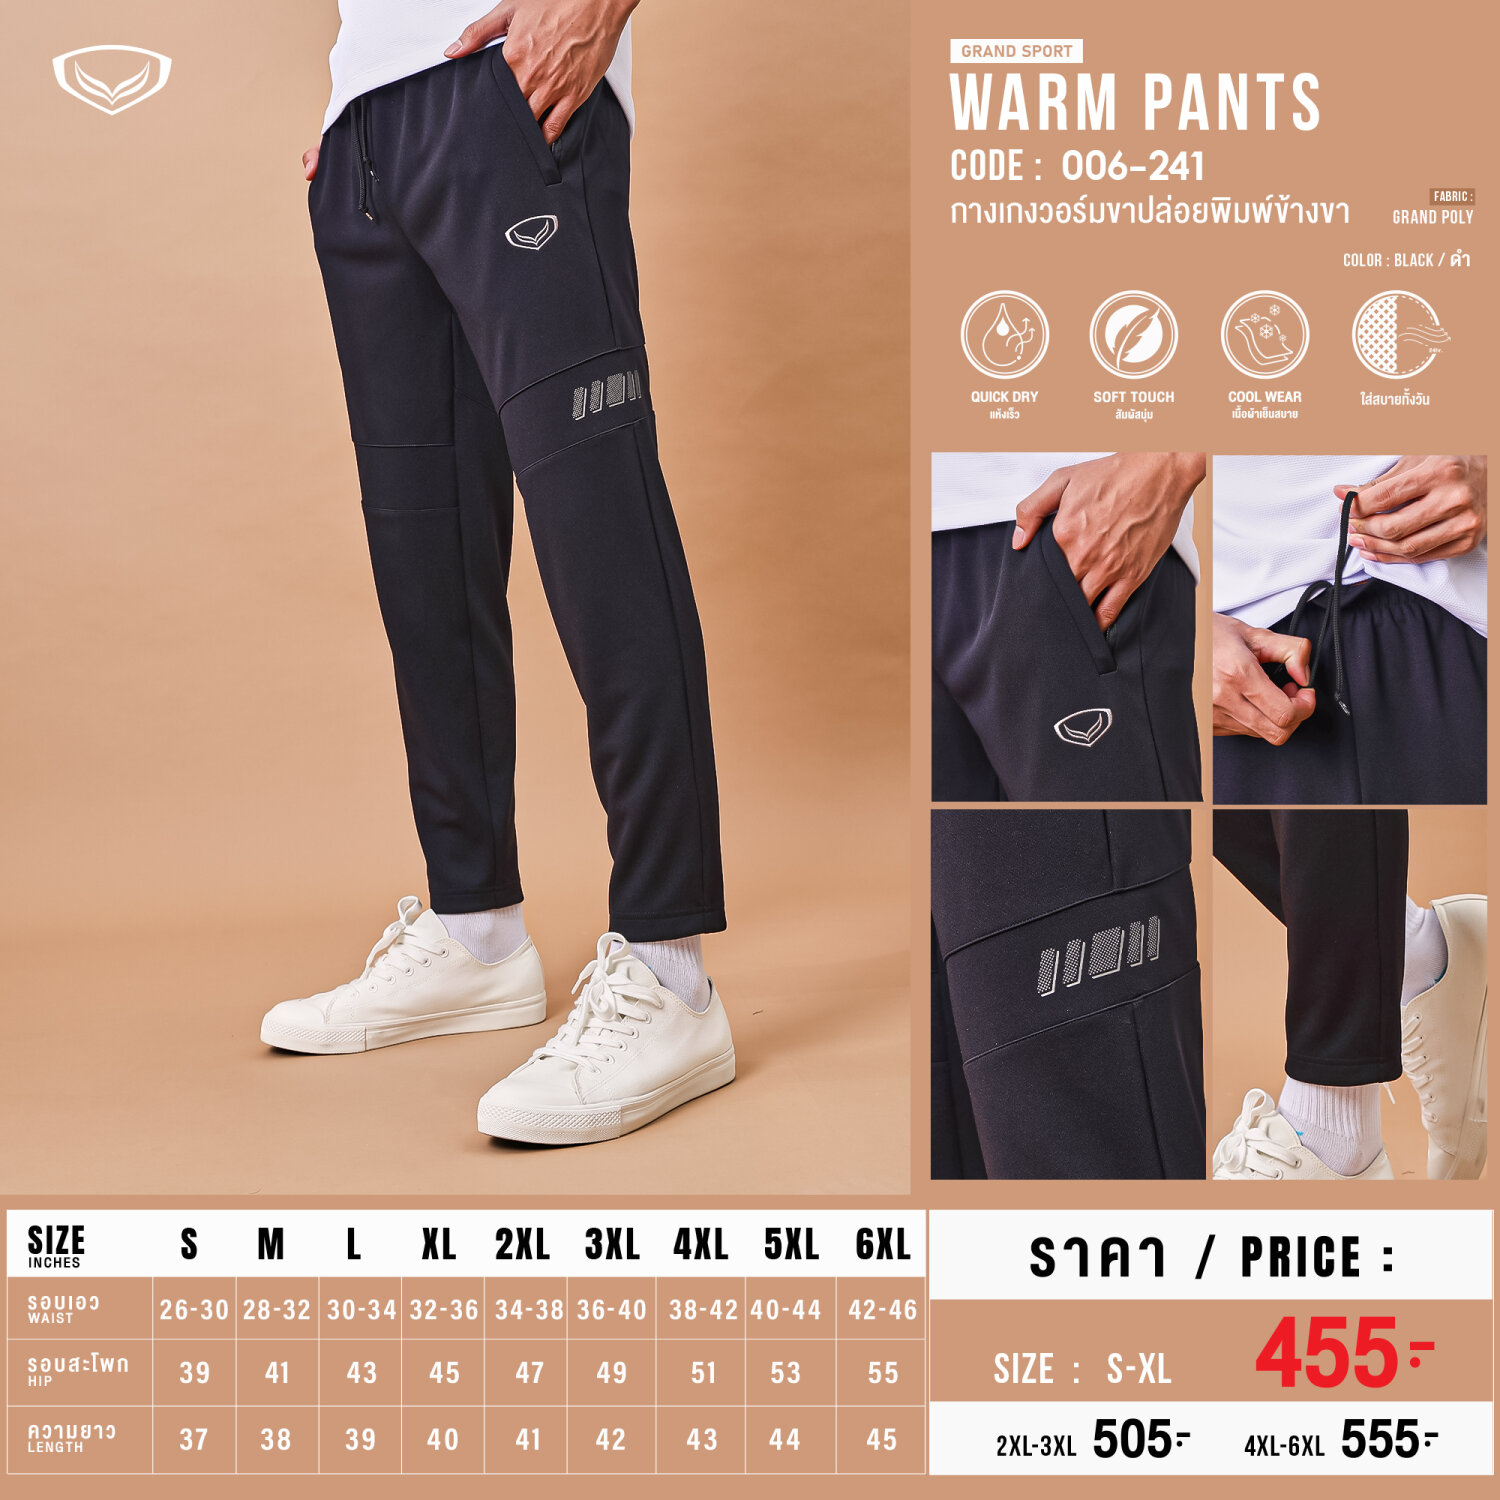 GRAND SPORT
WARM PANTS
CODE : 006-241
กางเกงวอร์มขาปล่อยพิมพ์ข้างขา
FABRIC :
GRAND POLY
COLOR : BLACK / ดำ
QUICK DRY
แห้งเร็ว
SOFT TOUCH
สัมผัสนุ่ม
COOL WEAR
เนื้อผ้าเย็นสบาย
24hr.
ใส่สบายทั้งวัน
SIZE S M L XL 2XL 3XL 4XL 5XL 6XL
INCHES
รอบเอว 26-30 28-32 30-34 32-36 34-38 36-40 38-42 40-44 42-46
WAIST
รอบสะโพก 39 41 43 45 47 49 51 53 55
HIP
ความยาว 37 38 39 40 41 42 43 44 45
LENGTH
ราคา / PRICE :
SIZE : S-XL 455.-
2XL-3XL 505.- 4XL-6XL 555.-